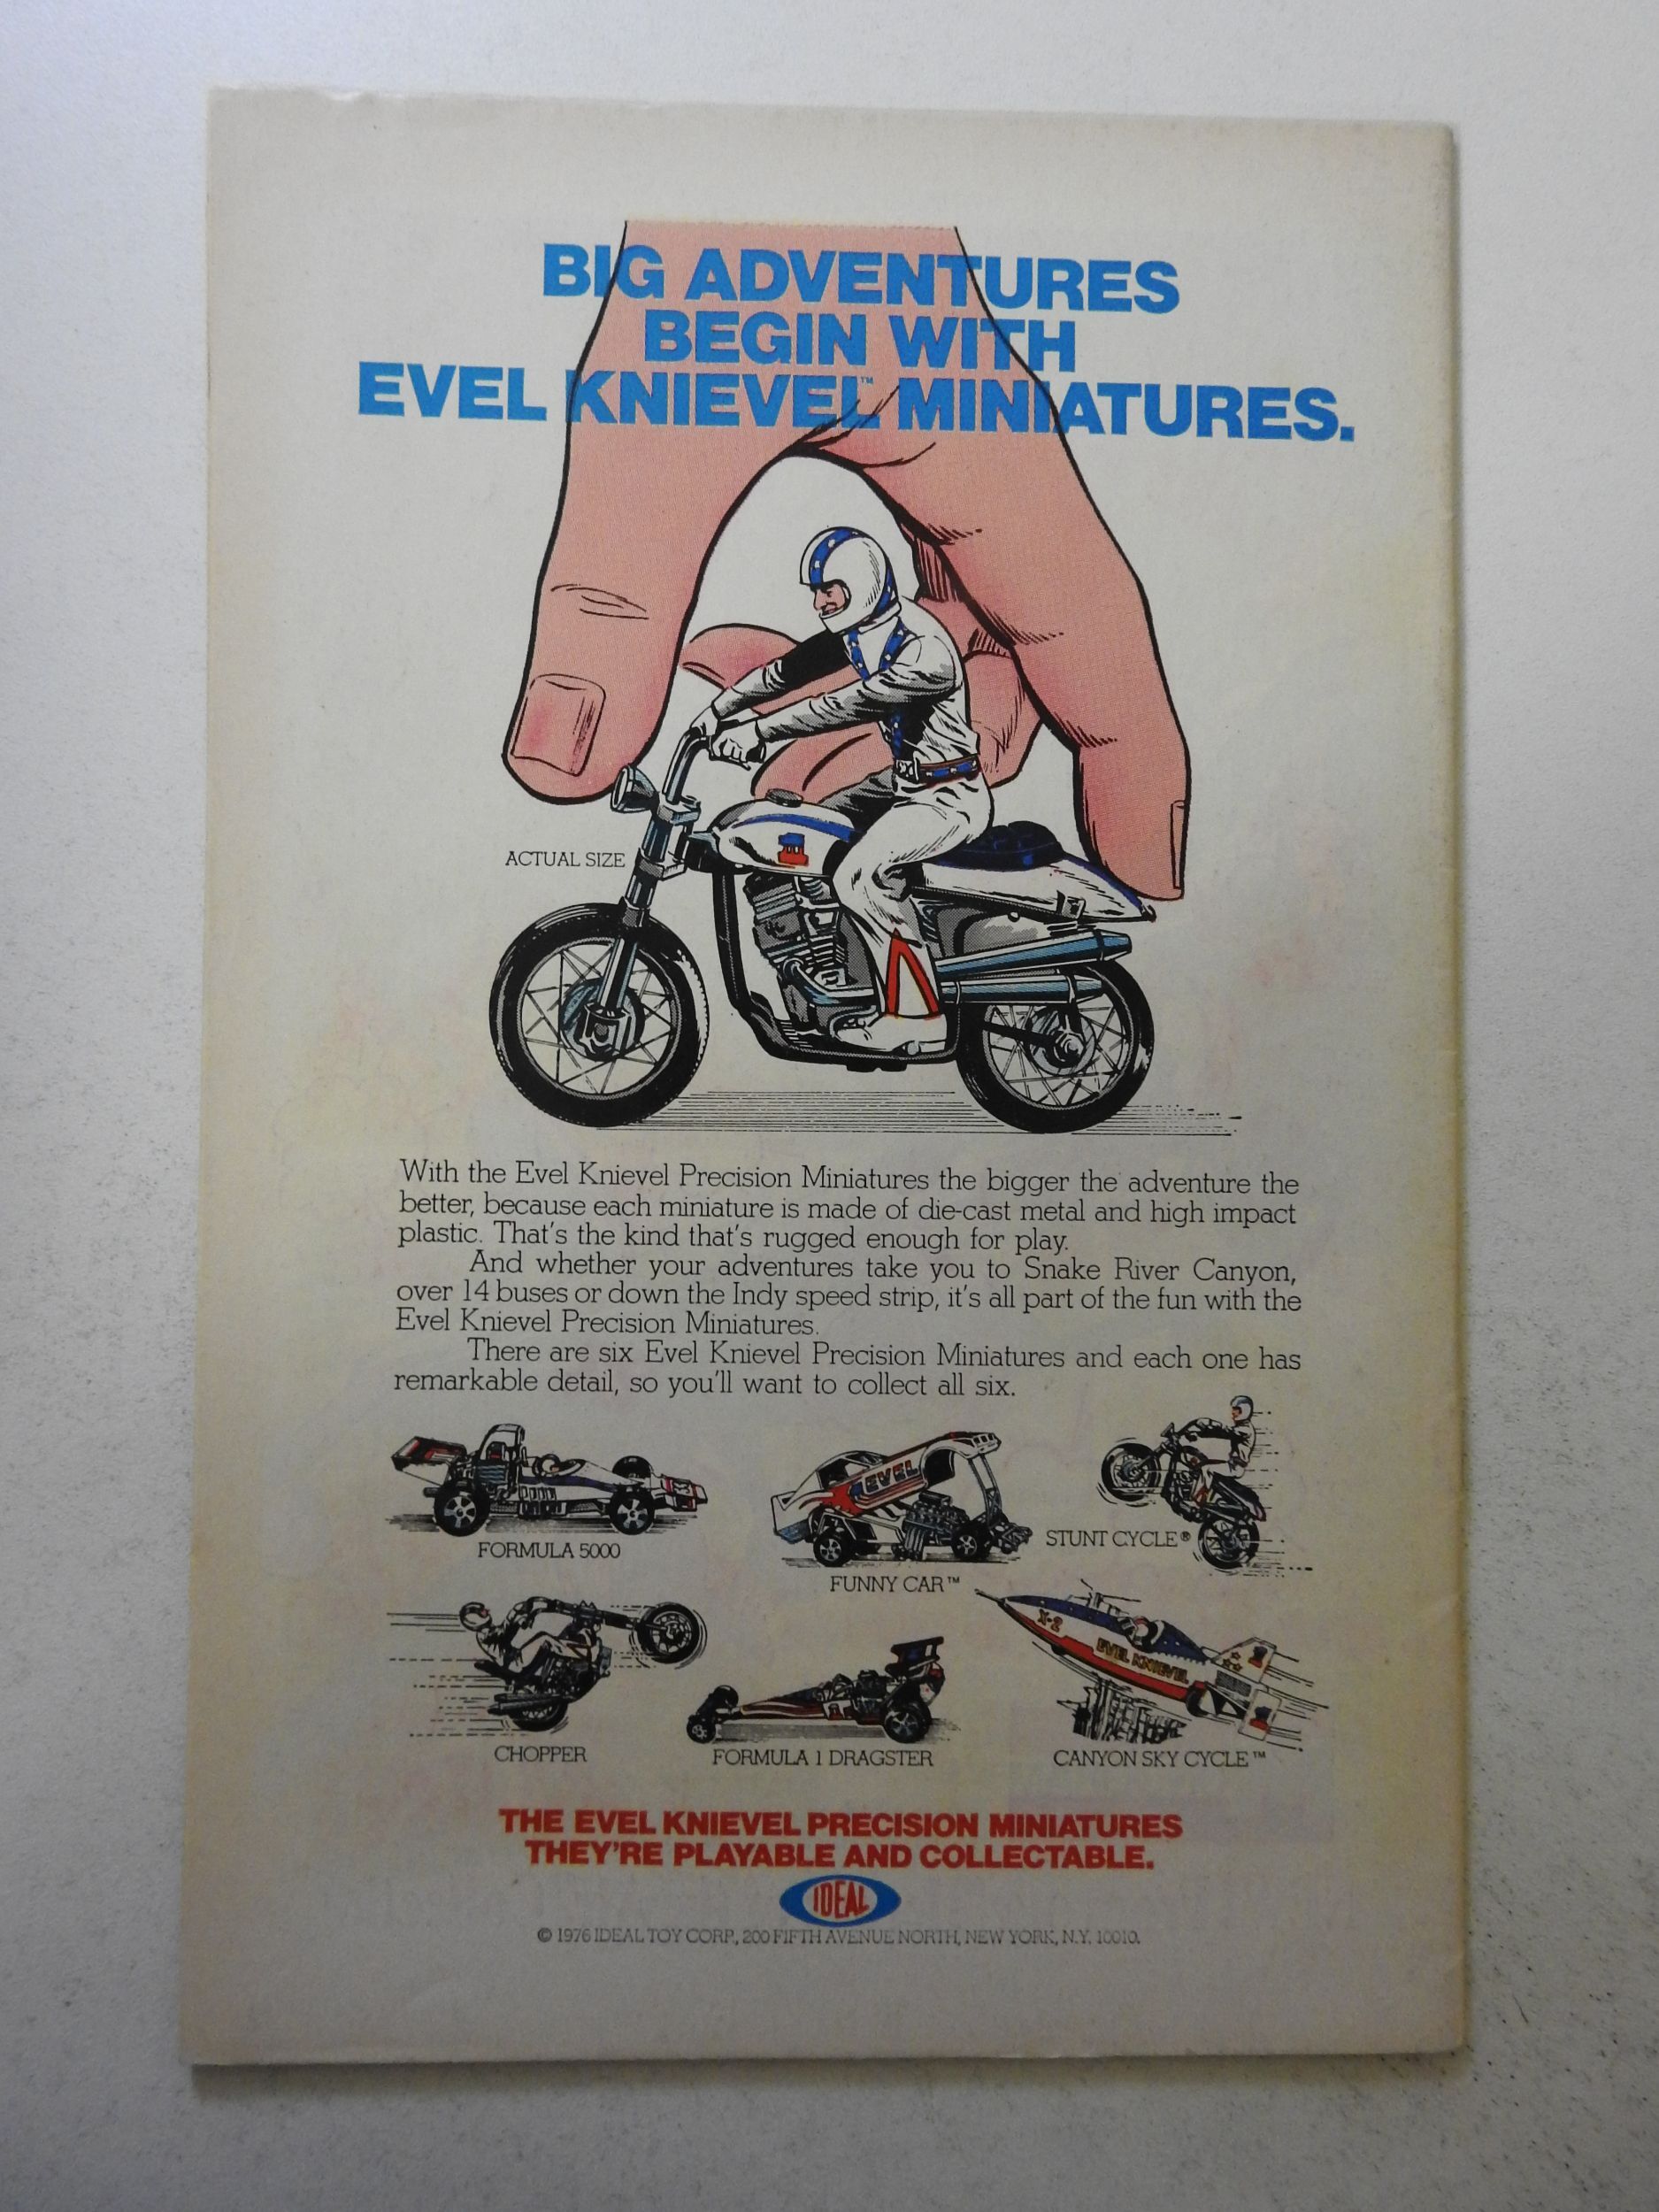 BIG ADVENTURES
BEGIN WITH
EVEL KNIEVEL™ MINIATURES.
ACTUAL SIZE
With the Evel Knievel Precision Miniatures the bigger the adventure the
better, because each miniature is made of die-cast metal and high impact
plastic. That's the kind that's rugged enough for play.
And whether your adventures take you to Snake River Canyon,
over 14 buses or down the Indy speed strip, it's all part of the fun with the
Evel Knievel Precision Miniatures.
There are six Evel Knievel Precision Miniatures and each one has
remarkable detail, so you'll want to collect all six.
EVEL
FORMULA 5000
FUNNY CAR™
STUNT CYCLE®
X-2
EVEL KNIEVEL
CHOPPER
FORMULA 1 DRAGSTER
CANYON SKY CYCLE™
THE EVEL KNIEVEL PRECISION MINIATURES
THEY'RE PLAYABLE AND COLLECTABLE.
IDEAL
© 1976 IDEAL TOY CORP., 200 FIFTH AVENUE NORTH, NEW YORK, N.Y. 10010.